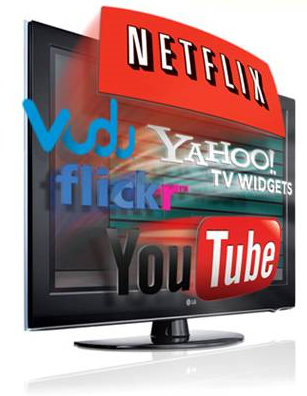 NETFLIX
vudu
YAHOO!
TV WIDGETS
flickr
YouTube
LG